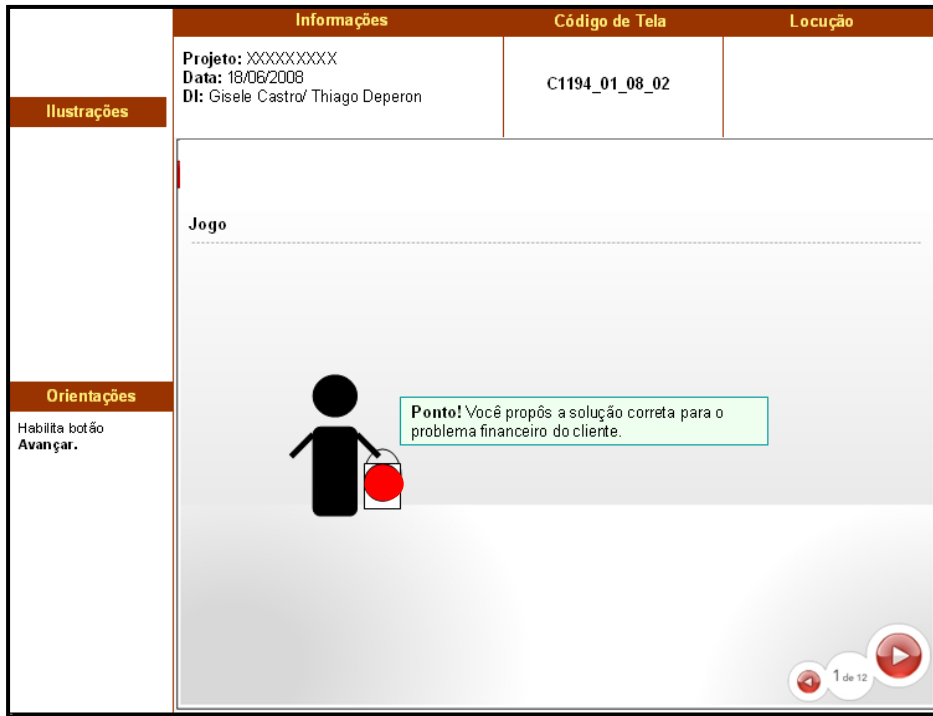 Informações
Código de Tela
Locução
Projeto: XXXXXXXXX
Data: 18/06/2008
DI: Gisele Castro/ Thiago Deperon
C1194_01_08_02
Ilustrações
Jogo
Orientações
Habilita botão
Avançar.
Ponto! Você propôs a solução correta para o
problema financeiro do cliente.
1 de 12